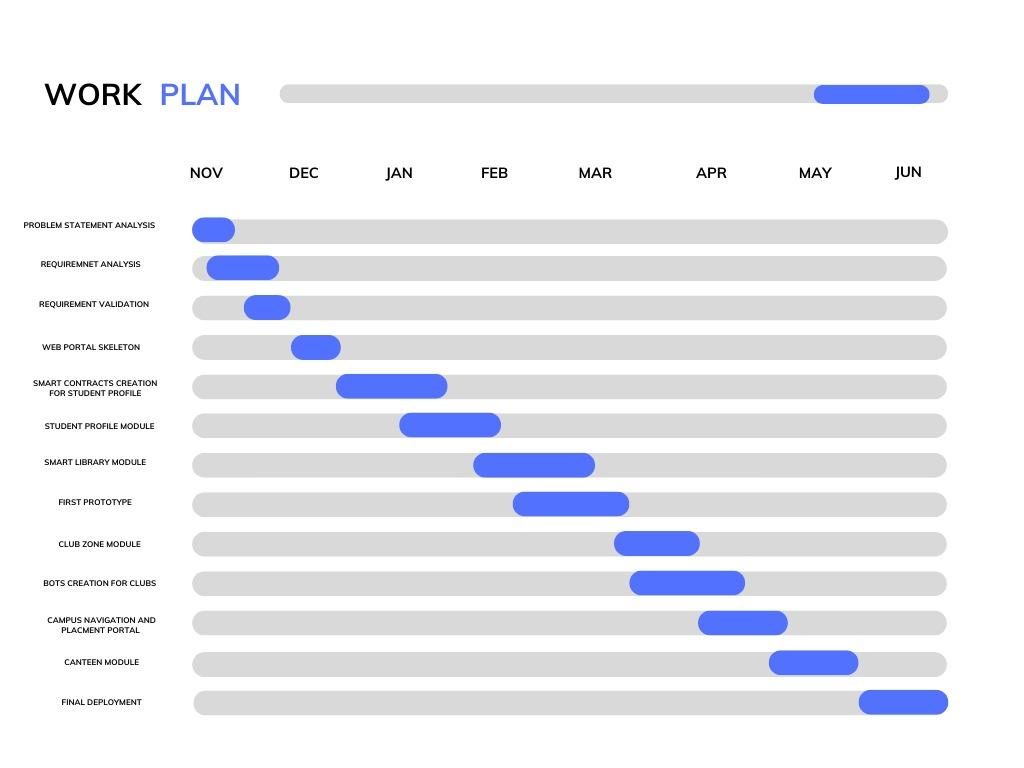 WORK PLAN
NOV DEC JAN FEB MAR APR MAY JUN
PROBLEM STATEMENT ANALYSIS
REQUIREMNET ANALYSIS
REQUIREMENT VALIDATION
WEB PORTAL SKELETON
SMART CONTRACTS CREATION
FOR STUDENT PROFILE
STUDENT PROFILE MODULE
SMART LIBRARY MODULE
FIRST PROTOTYPE
CLUB ZONE MODULE
BOTS CREATION FOR CLUBS
CAMPUS NAVIGATION AND
PLACMENT PORTAL
CANTEEN MODULE
FINAL DEPLOYMENT